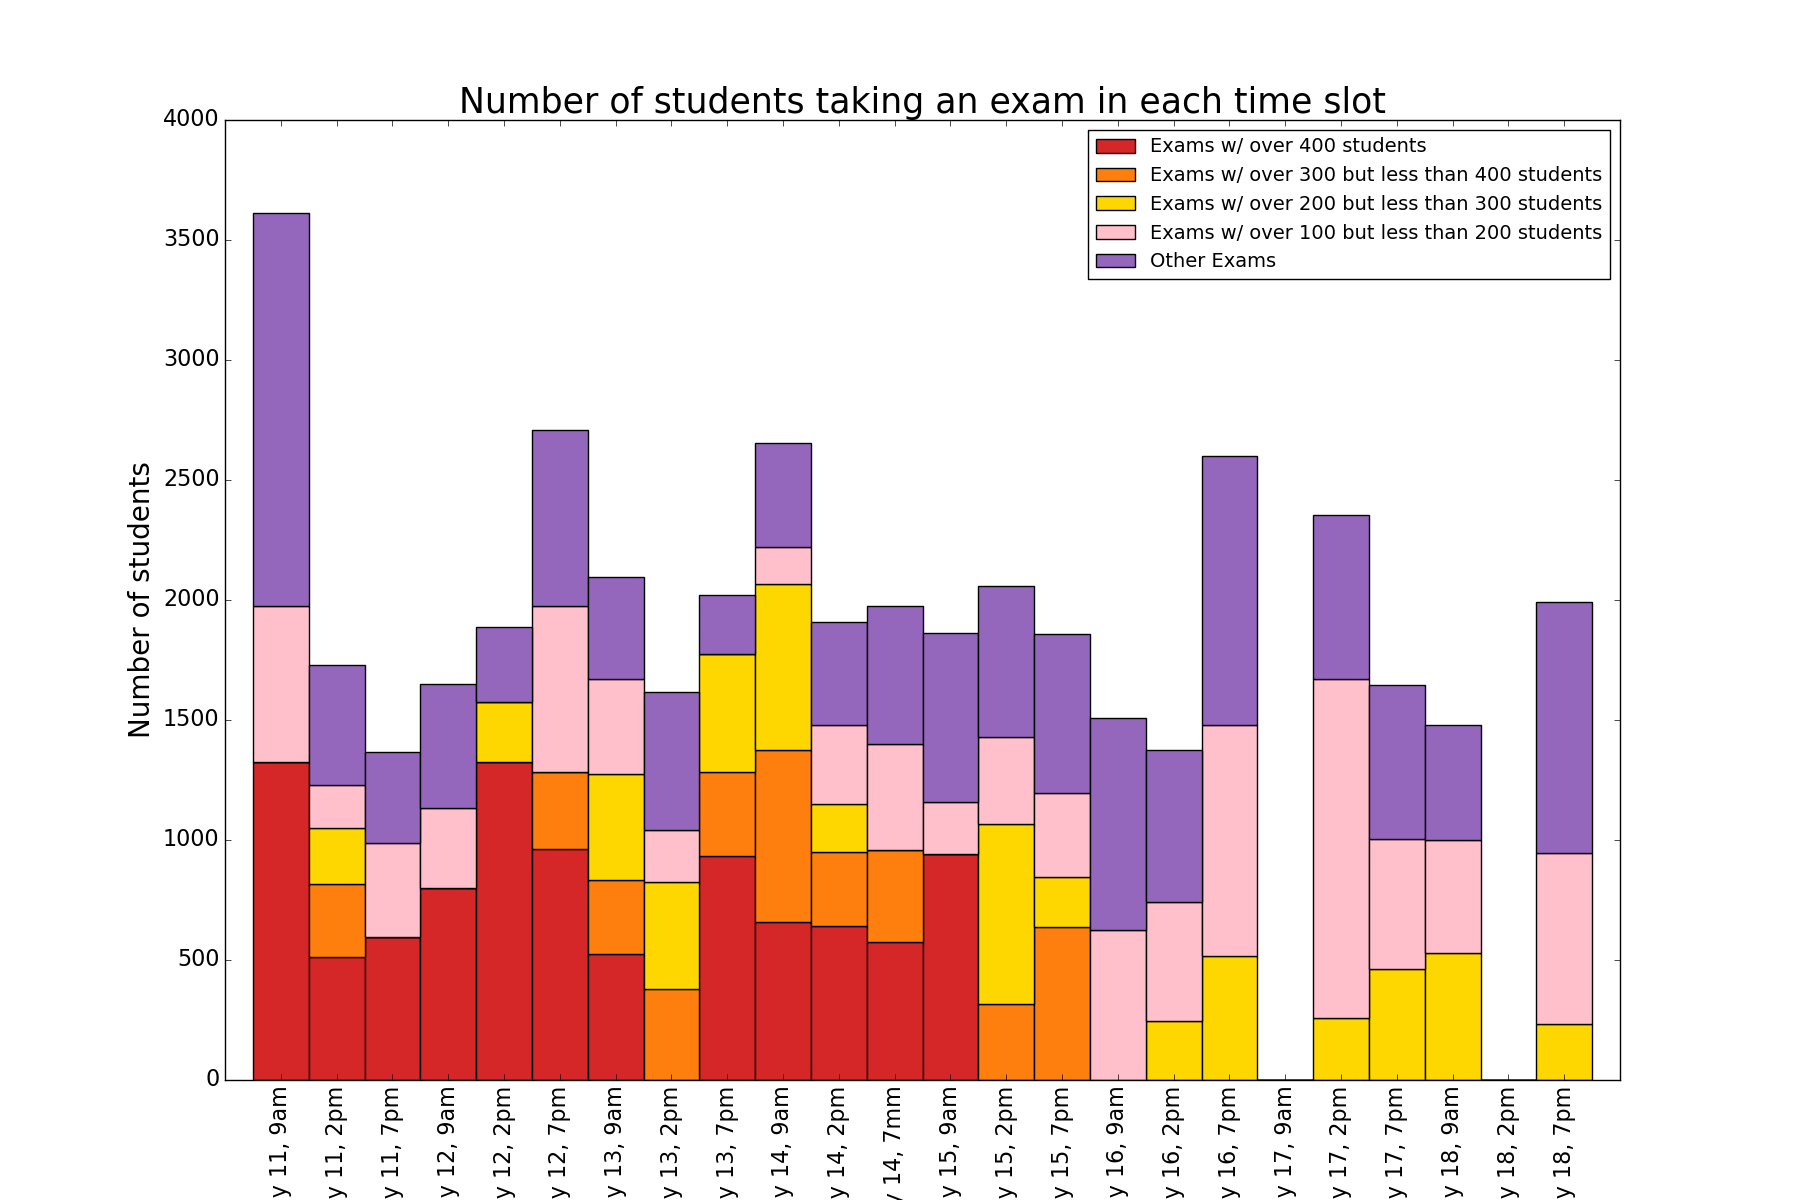 Number of students taking an exam in each time slot
4000
3500
3000
2500
2000
1500
1000
500
0
Number of students
Exams w/ over 400 students
Exams w/ over 300 but less than 400 students
Exams w/ over 200 but less than 300 students
Exams w/ over 100 but less than 200 students
Other Exams
y 11, 9am
y 11, 2pm
y 11, 7pm
y 12, 9am
y 12, 2pm
y 12, 7pm
y 13, 9am
y 13, 2pm
y 13, 7pm
y 14, 9am
y 14, 2pm
y 14, 7mm
y 15, 9am
y 15, 2pm
y 15, 7pm
y 16, 9am
y 16, 2pm
y 16, 7pm
y 17, 9am
y 17, 2pm
y 17, 7pm
y 18, 9am
y 18, 2pm
y 18, 7pm